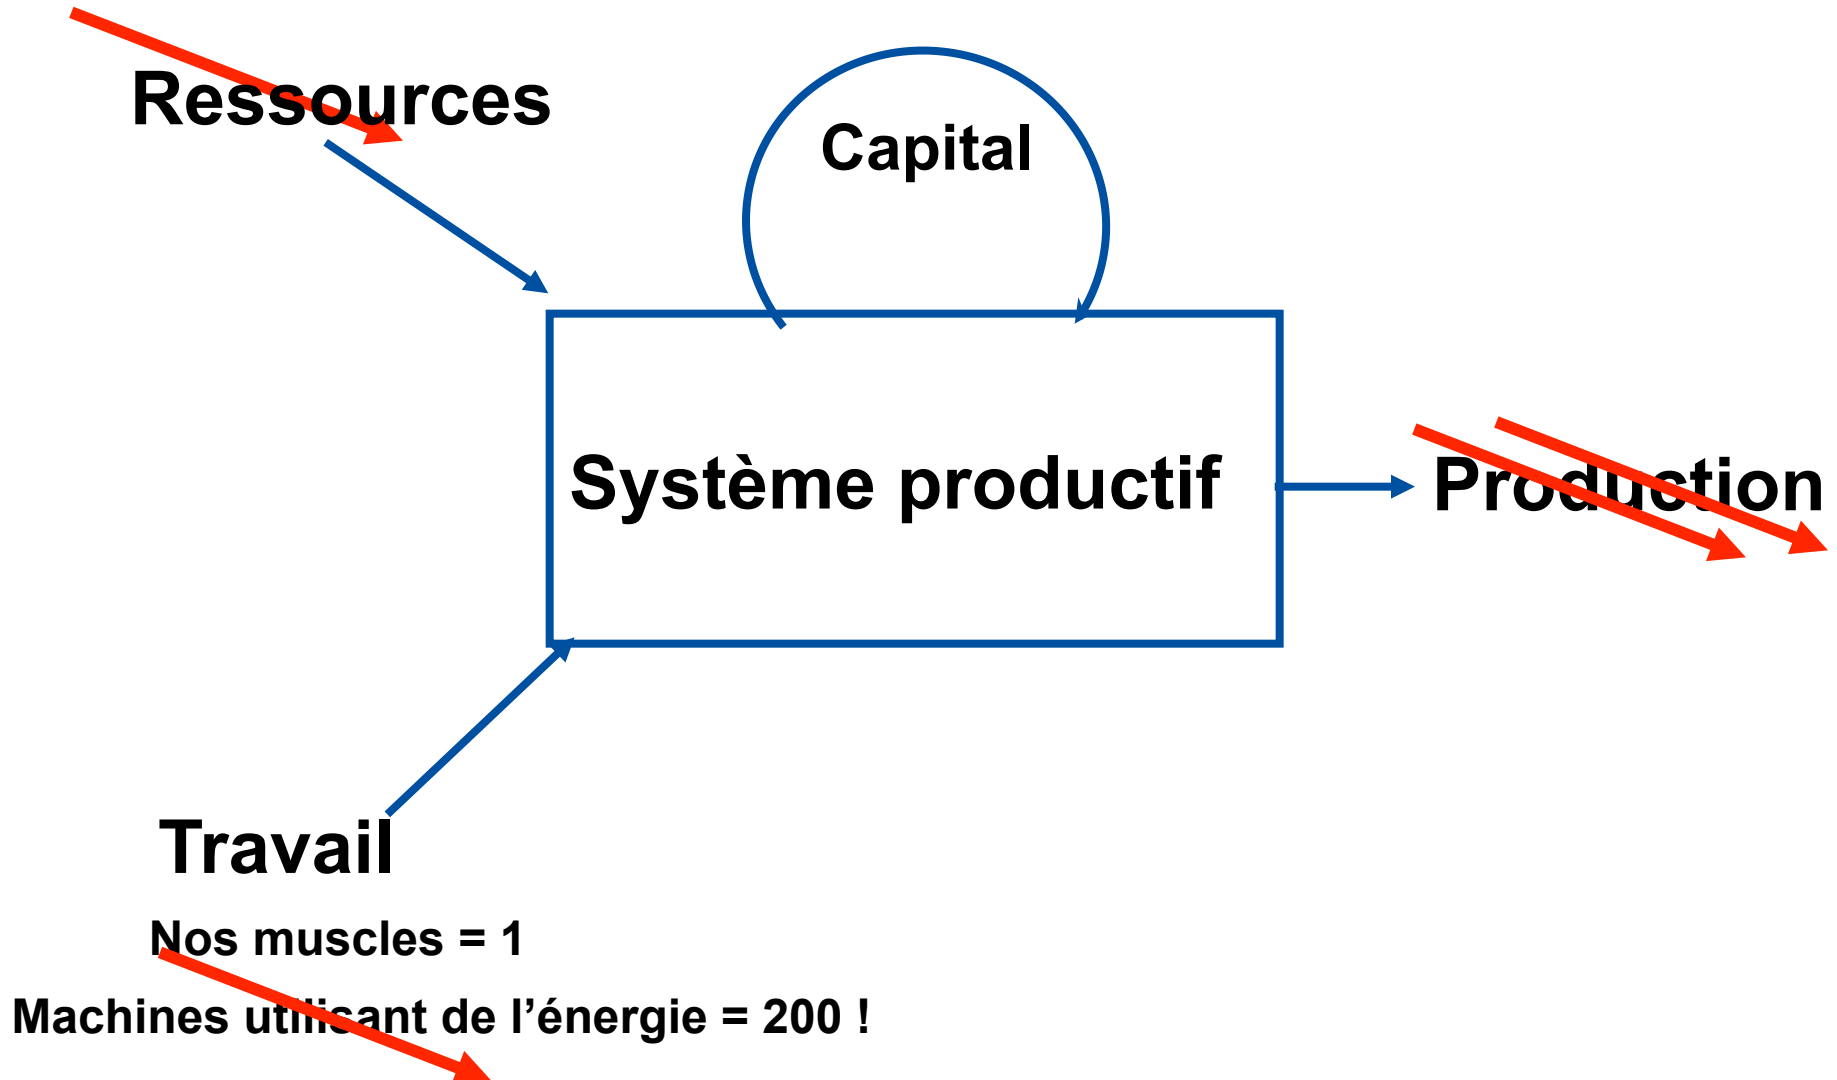 Ressources
Capital
Système productif
Production
Travail
Nos muscles = 1
Machines utilisant de l’énergie = 200 !